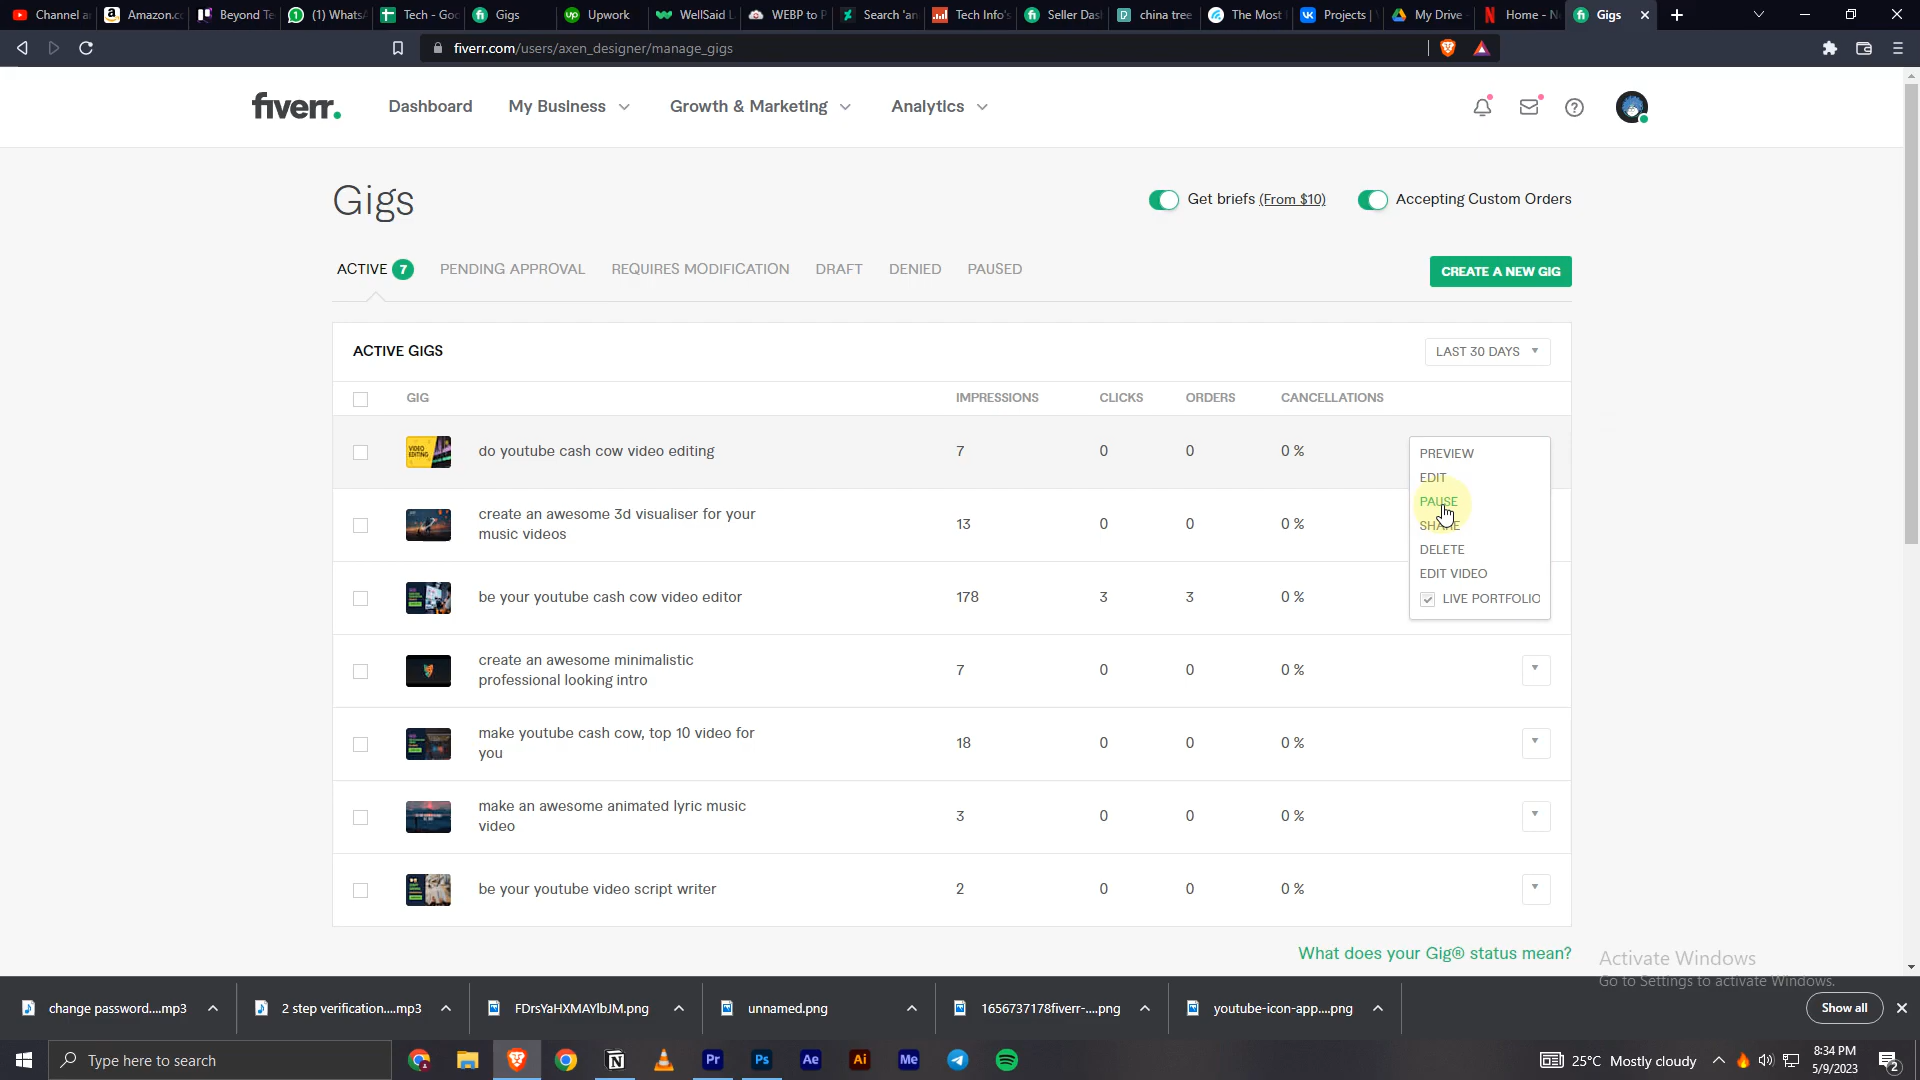 Channel a
Amazon.co
Beyond Te
(1) Whats
Tech - Goo
Gigs
Upwork
WellSaid L
WEBP to P
Search 'an
Tech Info's
Seller Das
china tree
The Most
Projects |
My Drive -
Home - N
Gigs
fiverr.com/users/axen_designer/manage_gigs
fiverr.
Dashboard
My Business
Growth & Marketing
Analytics
Gigs
Get briefs (From $10)
Accepting Custom Orders
ACTIVE 7
PENDING APPROVAL
REQUIRES MODIFICATION
DRAFT
DENIED
PAUSED
CREATE A NEW GIG
ACTIVE GIGS
LAST 30 DAYS
GIG
IMPRESSIONS
CLICKS
ORDERS
CANCELLATIONS
VIDEO
EDITING
do youtube cash cow video editing
7
0
0
0 %
PREVIEW
EDIT
PAUSE
SHARE
DELETE
EDIT VIDEO
LIVE PORTFOLIO
create an awesome 3d visualiser for your
music videos
13
0
0
0 %
be your youtube cash cow video editor
178
3
3
0 %
create an awesome minimalistic
professional looking intro
7
0
0
0 %
make youtube cash cow, top 10 video for
you
18
0
0
0 %
make an awesome animated lyric music
video
3
0
0
0 %
be your youtube video script writer
2
0
0
0 %
What does your Gig® status mean?
Activate Windows
Go to Settings to activate Windows.
change password....mp3
2 step verification....mp3
FDrsYaHXMAYlbJM.png
unnamed.png
1656737178fiverr-....png
youtube-icon-app....png
Show all
Type here to search
Pr
Ps
Ae
Ai
Me
25°C Mostly cloudy
8:34 PM
5/9/2023
2